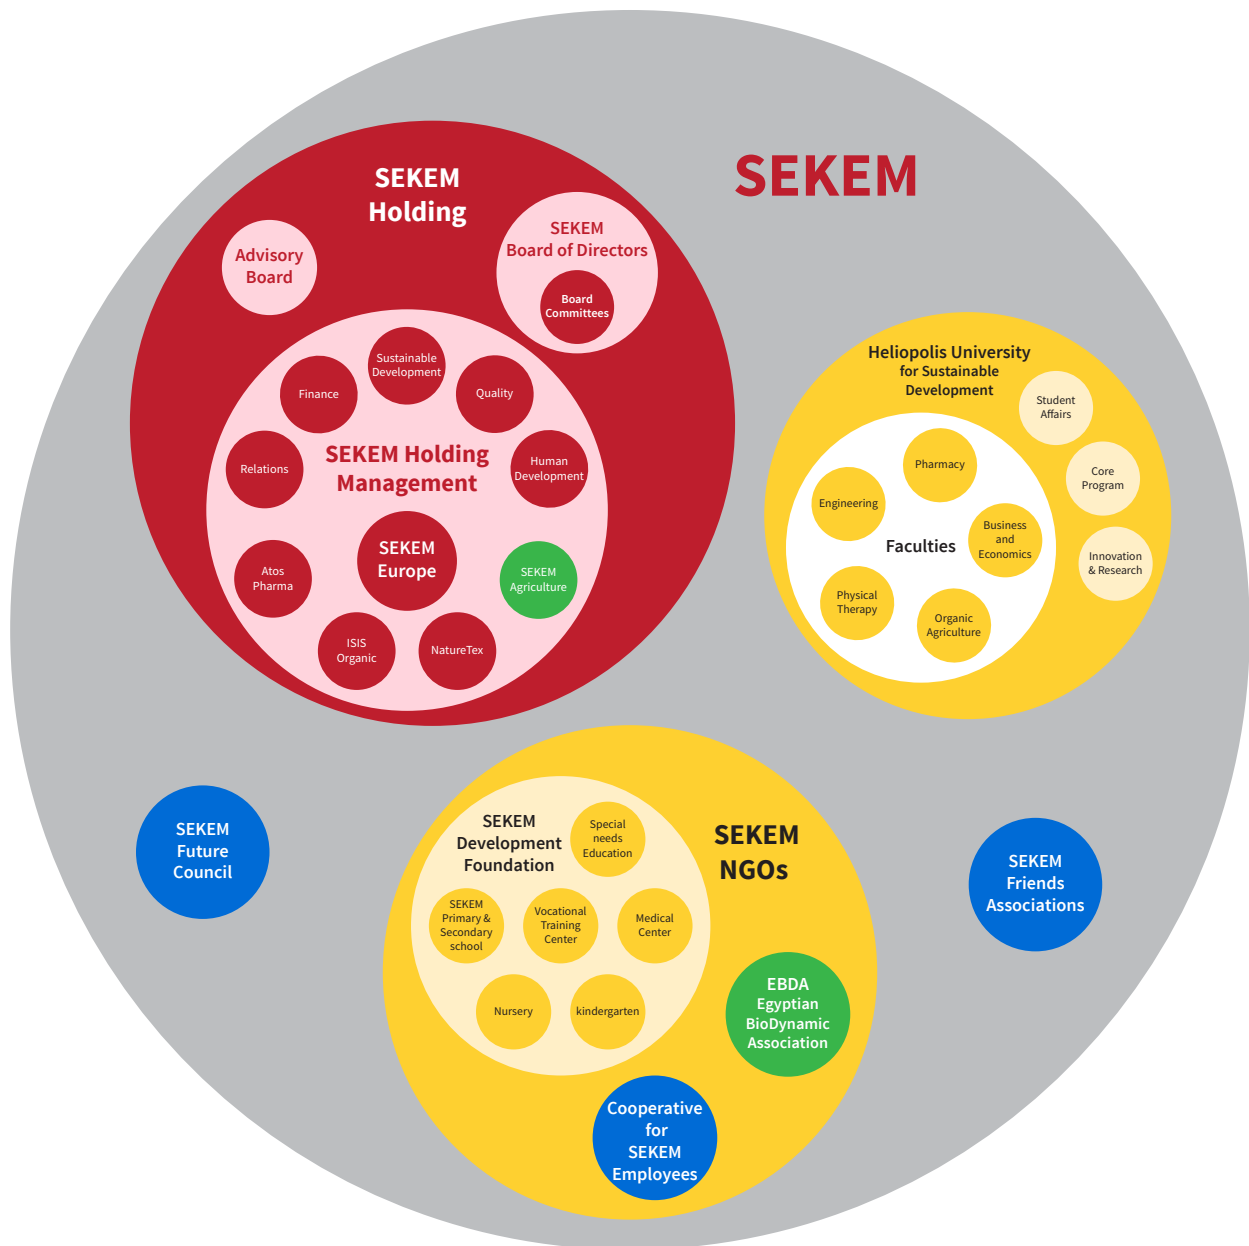 SEKEM
SEKEM
Holding
Advisory
Board
SEKEM
Board of Directors
Board
Committees
Sustainable
Development
Finance
Quality
Relations
SEKEM Holding
Management
Human
Development
SEKEM
Europe
Atos
Pharma
SEKEM
Agriculture
ISIS
Organic
NatureTex
Heliopolis University
for Sustainable
Development
Student
Affairs
Core
Program
Innovation
& Research
Pharmacy
Engineering
Faculties
Business
and
Economics
Physical
Therapy
Organic
Agriculture
SEKEM
Future
Council
SEKEM
Friends
Associations
SEKEM
NGOs
SEKEM
Development
Foundation
Special
needs
Education
SEKEM
Primary &
Secondary
school
Vocational
Training
Center
Medical
Center
Nursery
kindergarten
EBDA
Egyptian
BioDynamic
Association
Cooperative
for
SEKEM
Employees